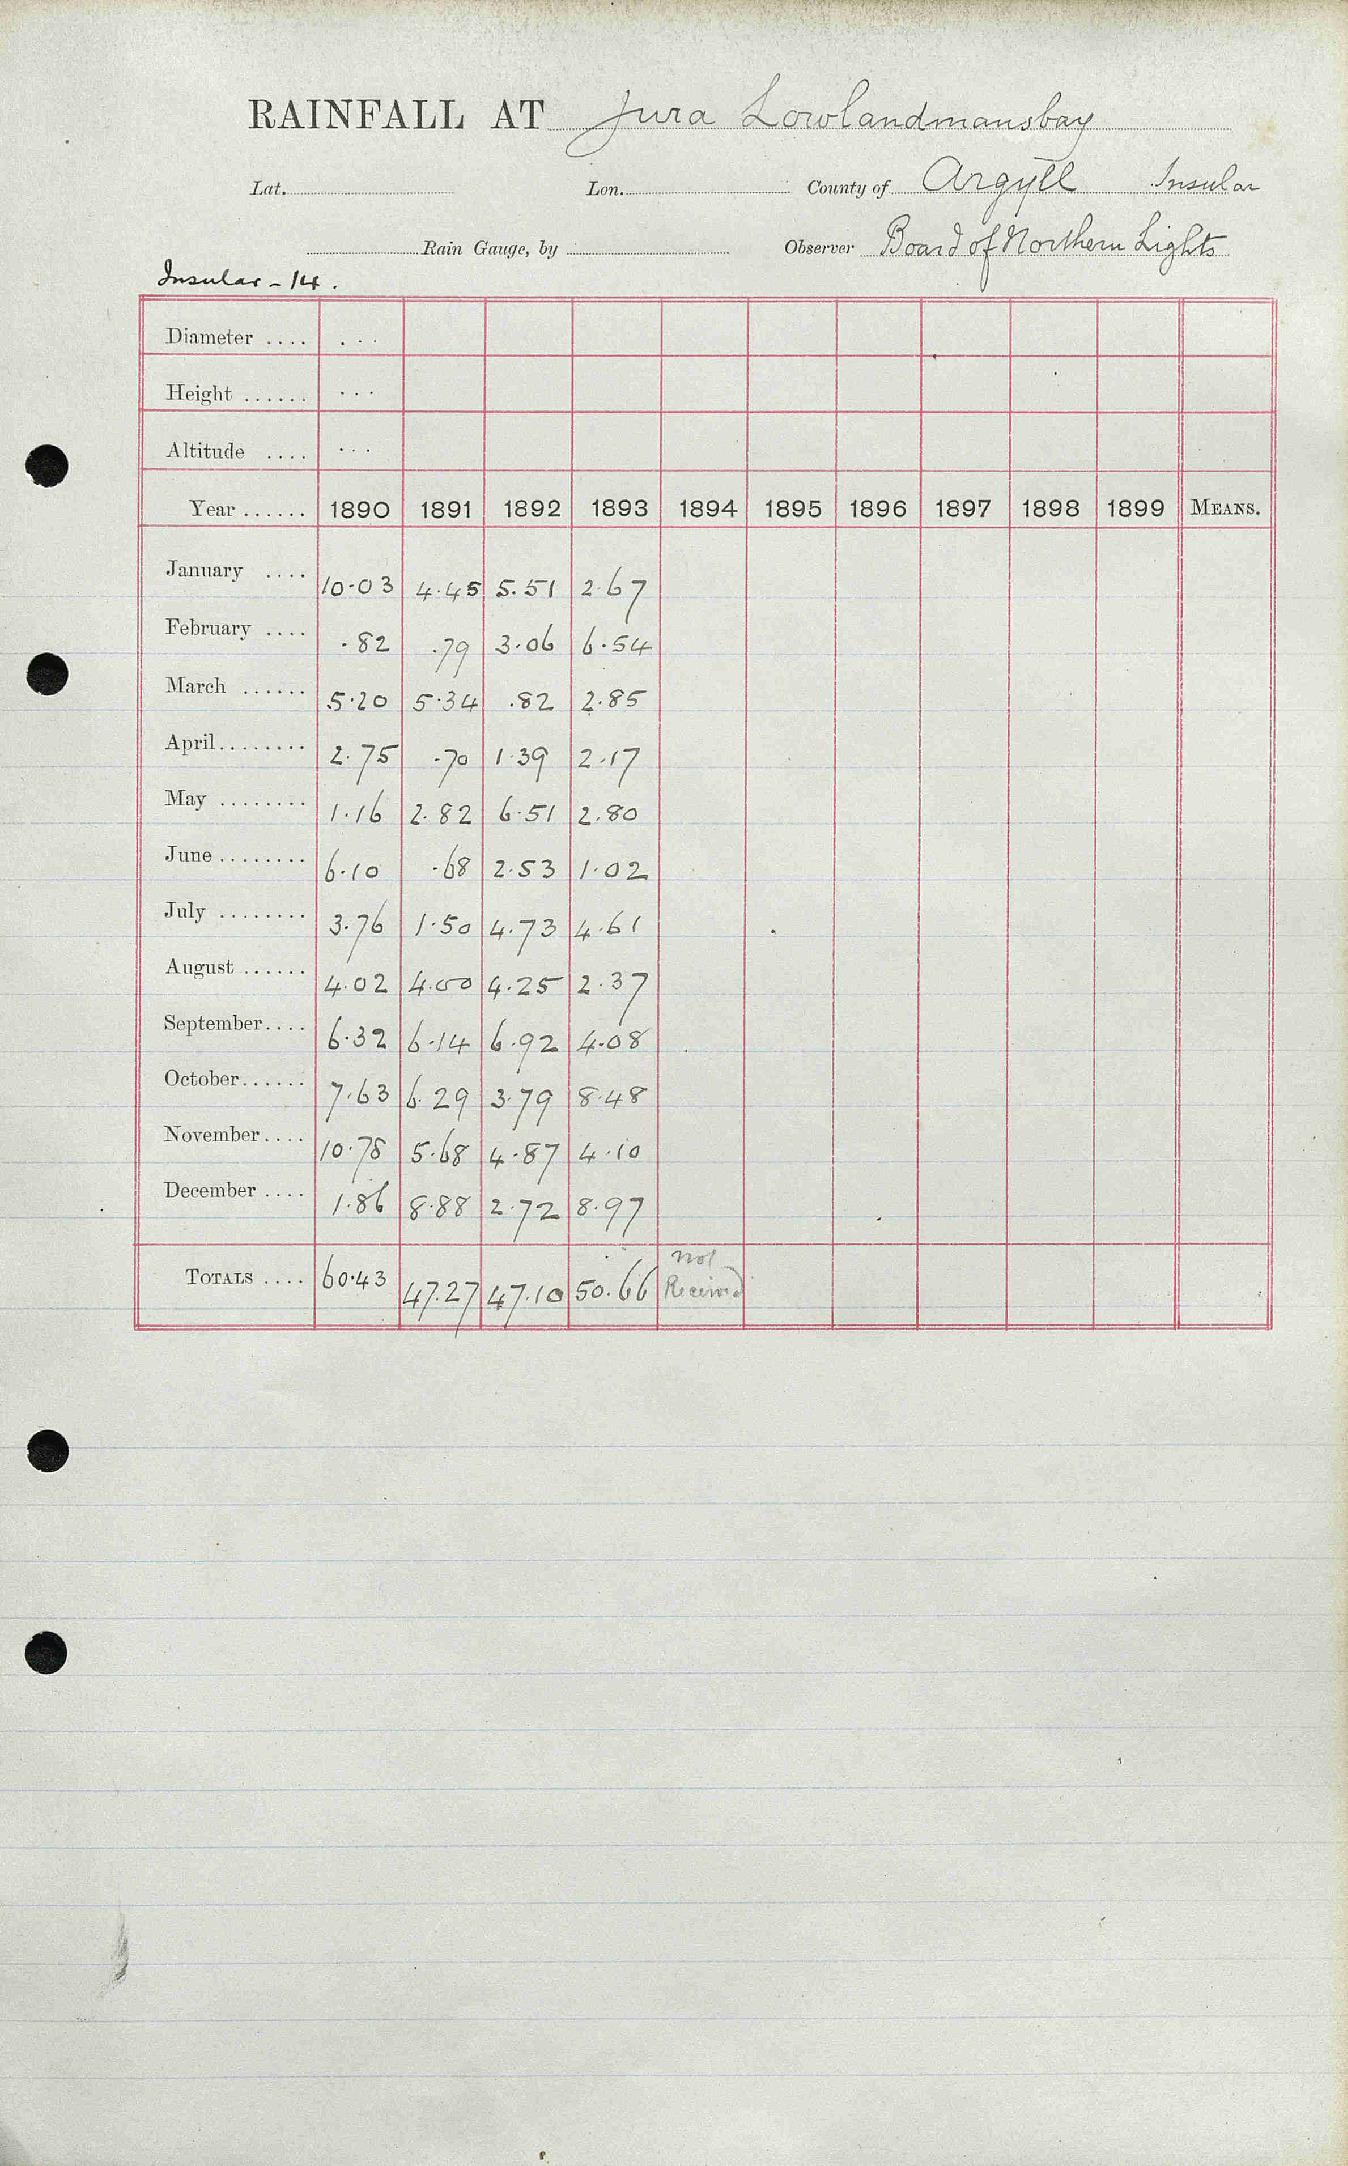 RAINFALL AT Jura Lowlandmansbay
Lat. Lon. County of Argyll Insular
Rain Gauge, by Observer Board of Northern Lights
Insular - 14.
Diameter .... ...
Height ...... ...
Altitude .... ...
Year ...... 1890 1891 1892 1893 1894 1895 1896 1897 1898 1899 MEANS.
January .... 10.03 4.45 5.51 2.67
February .... .82 .79 3.06 6.54
March ...... 5.20 5.34 .82 2.85
April........ 2.75 .70 1.39 2.17
May ........ 1.16 2.82 6.51 2.80
June ........ 6.10 .68 2.53 1.02
July ........ 3.76 1.50 4.73 4.61
August ...... 4.02 4.00 4.25 2.37
September.... 6.32 6.14 6.92 4.08
October...... 7.63 6.29 3.79 8.48
November.... 10.78 5.68 4.87 4.10
December .... 1.86 8.88 2.72 8.97
TOTALS .... 60.43 47.27 47.10 50.66 not Received